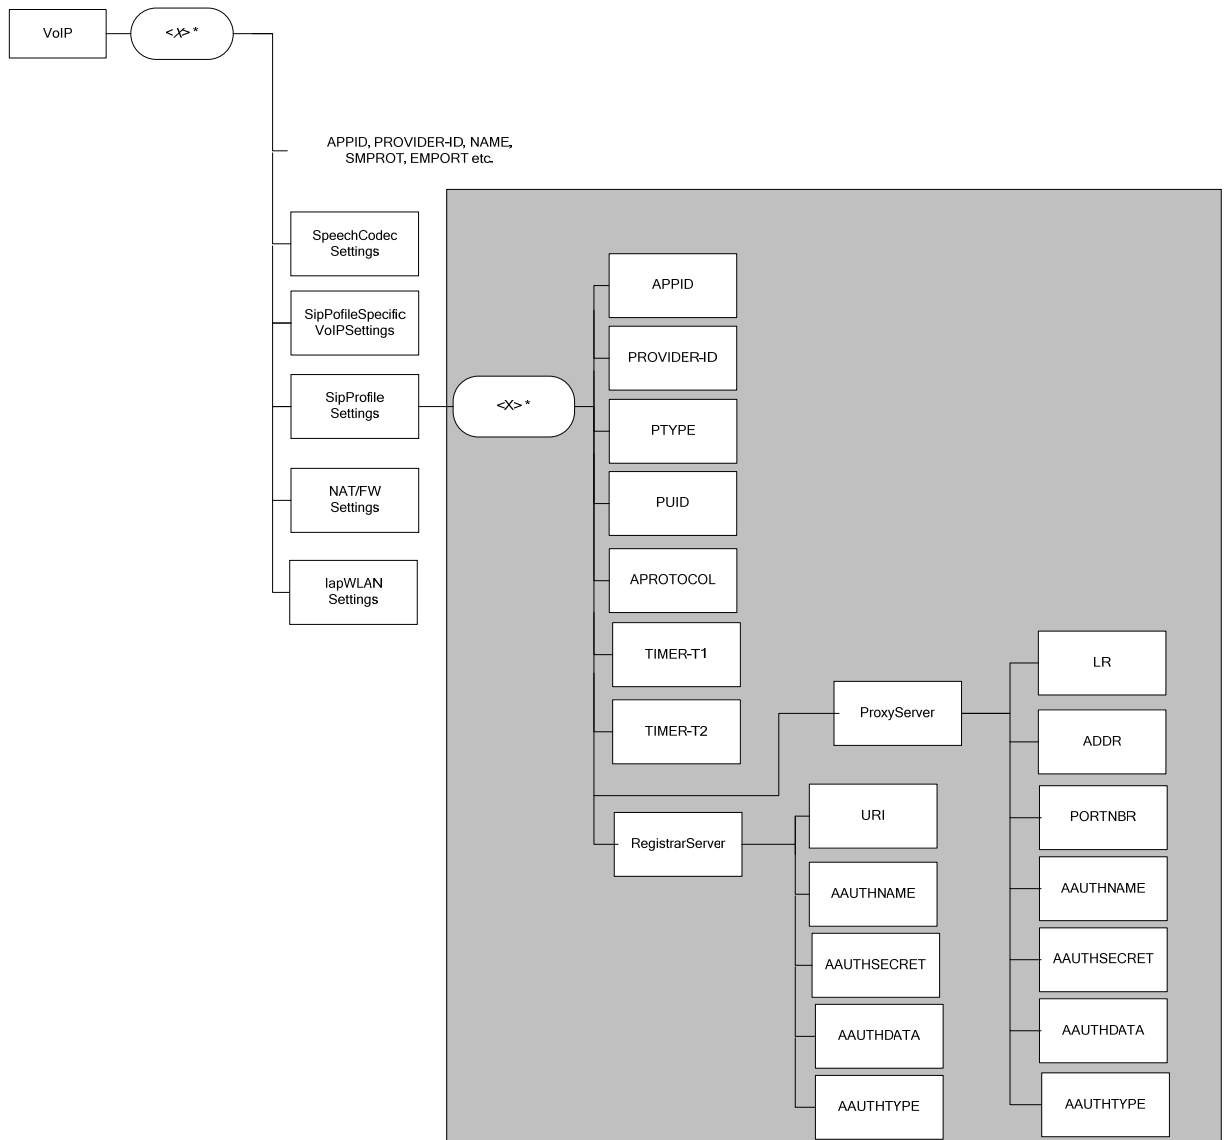 VoIP
<X> *
APPID, PROVIDER-ID, NAME,
SMPROT, EMPORT etc.
SpeechCodec
Settings
SipPofileSpecific
VoIPSettings
SipProfile
Settings
NAT/FW
Settings
IapWLAN
Settings
<X> *
APPID
PROVIDER-ID
PTYPE
PUID
APROTOCOL
TIMER-T1
TIMER-T2
RegistrarServer
URI
AAUTHNAME
AAUTHSECRET
AAUTHDATA
AAUTHTYPE
ProxyServer
LR
ADDR
PORTNBR
AAUTHNAME
AAUTHSECRET
AAUTHDATA
AAUTHTYPE